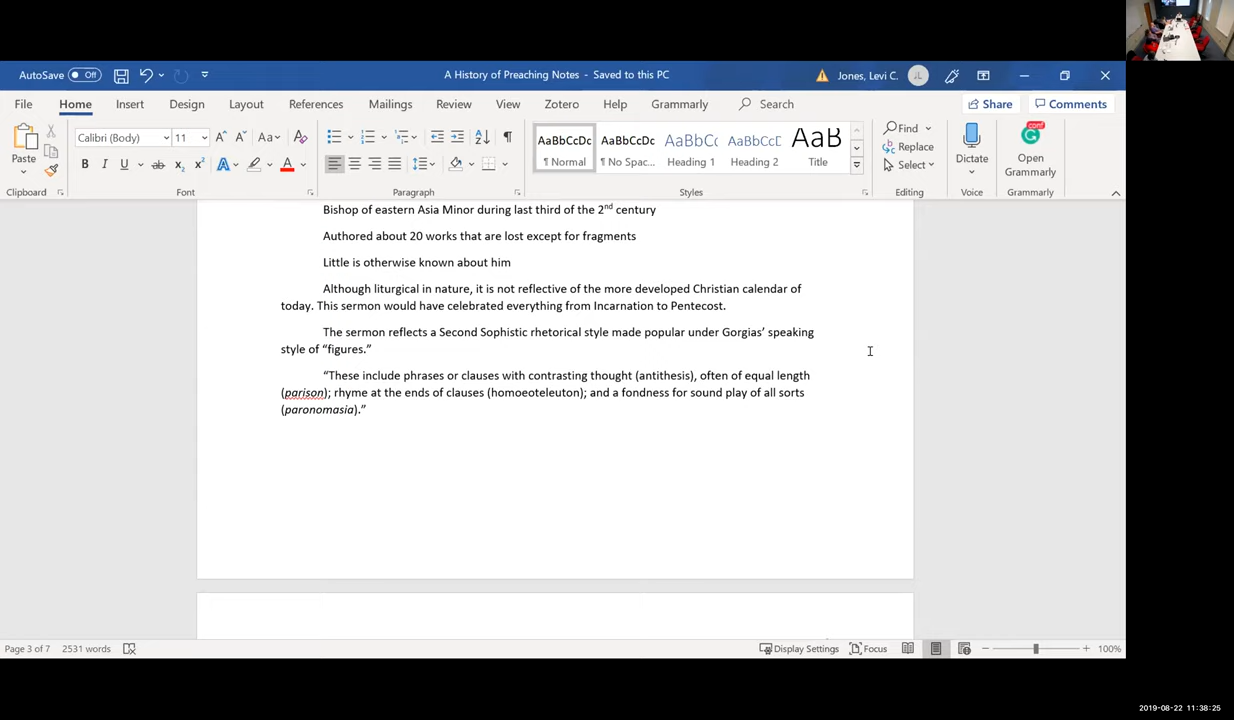 AutoSave Off A History of Preaching Notes - Saved to this PC Jones, Levi C. JL
File Home Insert Design Layout References Mailings Review View Zotero Help Grammarly Search Share Comments
Calibri (Body) 11 Aa AaBbCcDc AaBbCcDc AaBbCc AaBbCcD AaB Find
Replace
Paste B I U ab x₂ x² A A ¶ Normal ¶ No Spac... Heading 1 Heading 2 Title Select Dictate Open
Grammarly
Clipboard Font Paragraph Styles Editing Voice Grammarly
Bishop of eastern Asia Minor during last third of the 2nd century
Authored about 20 works that are lost except for fragments
Little is otherwise known about him
Although liturgical in nature, it is not reflective of the more developed Christian calendar of
today. This sermon would have celebrated everything from Incarnation to Pentecost.
The sermon reflects a Second Sophistic rhetorical style made popular under Gorgias’ speaking
style of “figures.”
“These include phrases or clauses with contrasting thought (antithesis), often of equal length
(parison); rhyme at the ends of clauses (homoeoteleuton); and a fondness for sound play of all sorts
(paronomasia).”
Page 3 of 7 2531 words Display Settings Focus 100%
2019-08-22 11:38:25